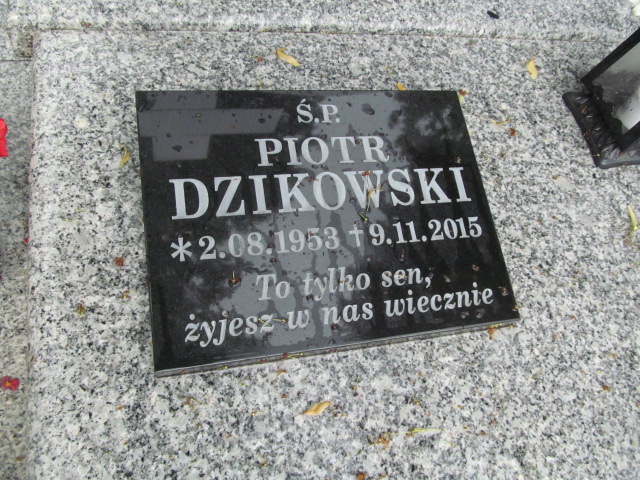 Ś.P.
PIOTR
DZIKOWSKI
*2.08.1953 †9.11.2015
To tylko sen,
żyjesz w nas wiecznie